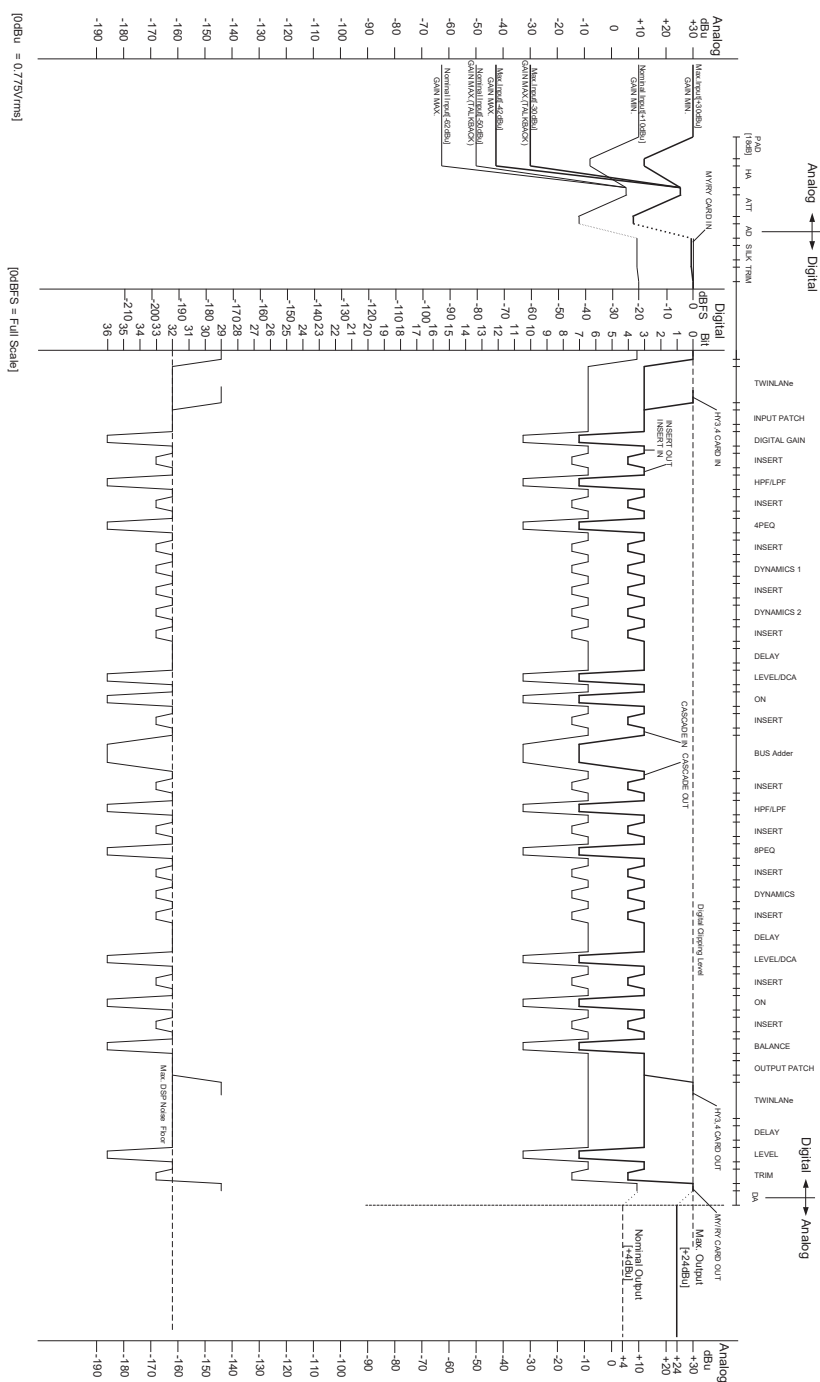 Analog
Digital
Digital
Analog
PAD
[18dB]
HA
ATT
AD
SILK
TRIM
TWINLANe
INPUT PATCH
DIGITAL GAIN
INSERT
HPF/LPF
INSERT
4PEQ
INSERT
DYNAMICS 1
INSERT
DYNAMICS 2
INSERT
DELAY
LEVEL/DCA
ON
INSERT
BUS Adder
INSERT
HPF/LPF
INSERT
8PEQ
INSERT
DYNAMICS
INSERT
DELAY
LEVEL/DCA
INSERT
ON
INSERT
BALANCE
OUTPUT PATCH
TWINLANe
DELAY
LEVEL
TRIM
DA
MY/RY CARD IN
HY3.4 CARD IN
HY3.4 CARD OUT
MY/RY CARD OUT
Digital Clipping Level
INSERT OUT
INSERT IN
CASCADE IN
CASCADE OUT
Max. Output
[+24dBu]
Nominal Output
[+4dBu]
Max.Input[+30dBu]
GAIN MIN.
Nominal Input[+10dBu]
GAIN MIN.
Max.Input[-30dBu]
GAIN MAX.(TALKBACK)
Max.Input[-42dBu]
GAIN MAX.
Nominal Input[-50dBu]
GAIN MAX.(TALKBACK)
Nominal Input[-62dBu]
GAIN MAX.
Max. DSP Noise Floor
Analog
dBu
+30
+20
+10
0
-10
-20
-30
-40
-50
-60
-70
-80
-90
-100
-110
-120
-130
-140
-150
-160
-170
-180
-190
Digital
dBFS
0
-10
-20
-30
-40
-50
-60
-70
-80
-90
-100
-110
-120
-130
-140
-150
-160
-170
-180
-190
-200
-210
Bit
0
1
2
3
4
5
6
7
8
9
10
11
12
13
14
15
16
17
18
19
20
21
22
23
24
25
26
27
28
29
30
31
32
33
34
35
36
Analog
dBu
+30
+24
+20
+10
+4
0
-10
-20
-30
-40
-50
-60
-70
-80
-90
-100
-110
-120
-130
-140
-150
-160
-170
-180
-190
[0dBu = 0.775Vrms]
[0dBFS = Full Scale]